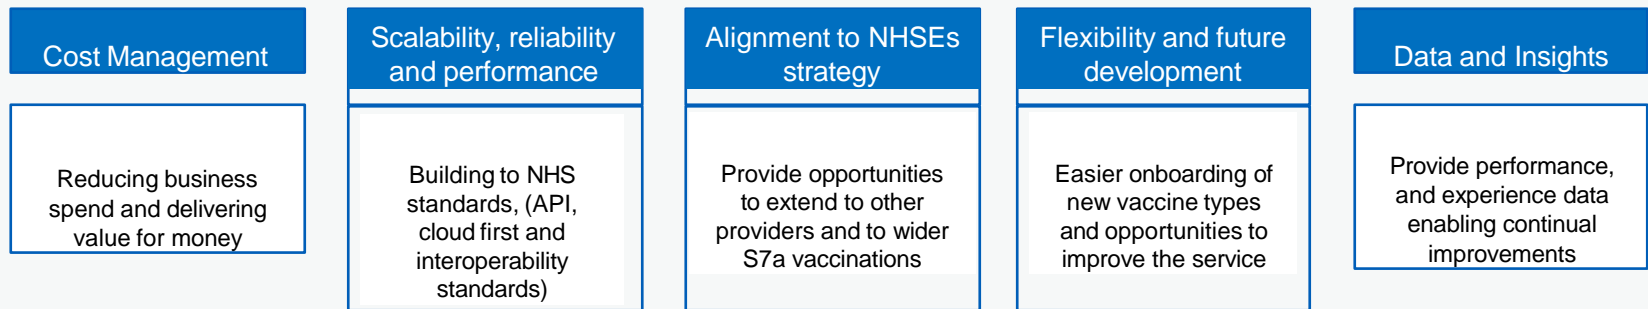 Cost Management
Reducing business
spend and delivering
value for money
Scalability, reliability
and performance
Building to NHS
standards, (API,
cloud first and
interoperability
standards)
Alignment to NHSEs
strategy
Provide opportunities
to extend to other
providers and to wider
S7a vaccinations
Flexibility and future
development
Easier onboarding of
new vaccine types
and opportunities to
improve the service
Data and Insights
Provide performance,
and experience data
enabling continual
improvements